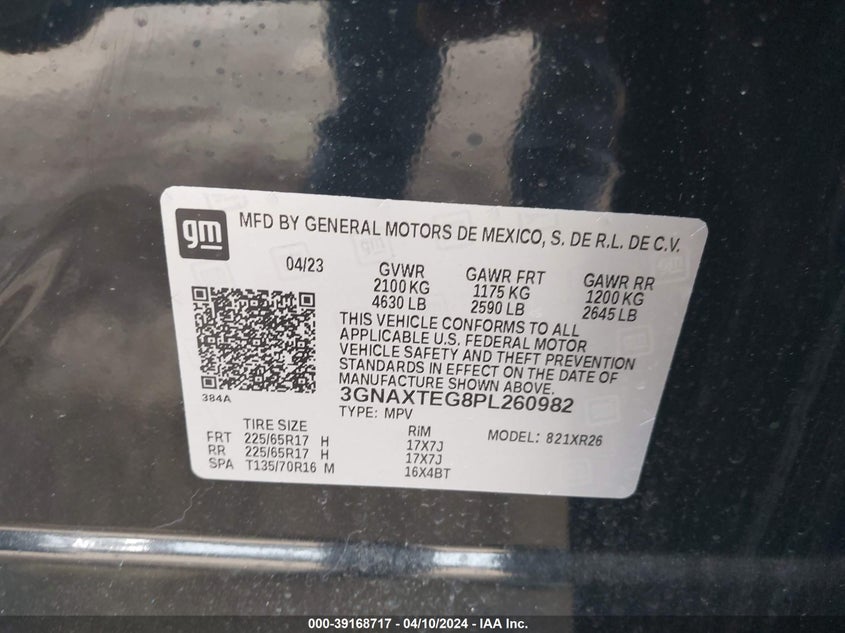 gm
MFD BY GENERAL MOTORS DE MEXICO, S. DE R.L. DE C.V.
04/23 GVWR GAWR FRT GAWR RR
2100 KG 1175 KG 1200 KG
4630 LB 2590 LB 2645 LB
THIS VEHICLE CONFORMS TO ALL
APPLICABLE U.S. FEDERAL MOTOR
VEHICLE SAFETY AND THEFT PREVENTION
STANDARDS IN EFFECT ON THE DATE OF
MANUFACTURE SHOWN ABOVE.
384A
3GNAXTEG8PL260982
TYPE: MPV
TIRE SIZE RiM MODEL: 821XR26
FRT 225/65R17 H 17X7J
RR 225/65R17 H 17X7J
SPA T135/70R16 M 16X4BT
000-39168717 - 04/10/2024 - IAA Inc.